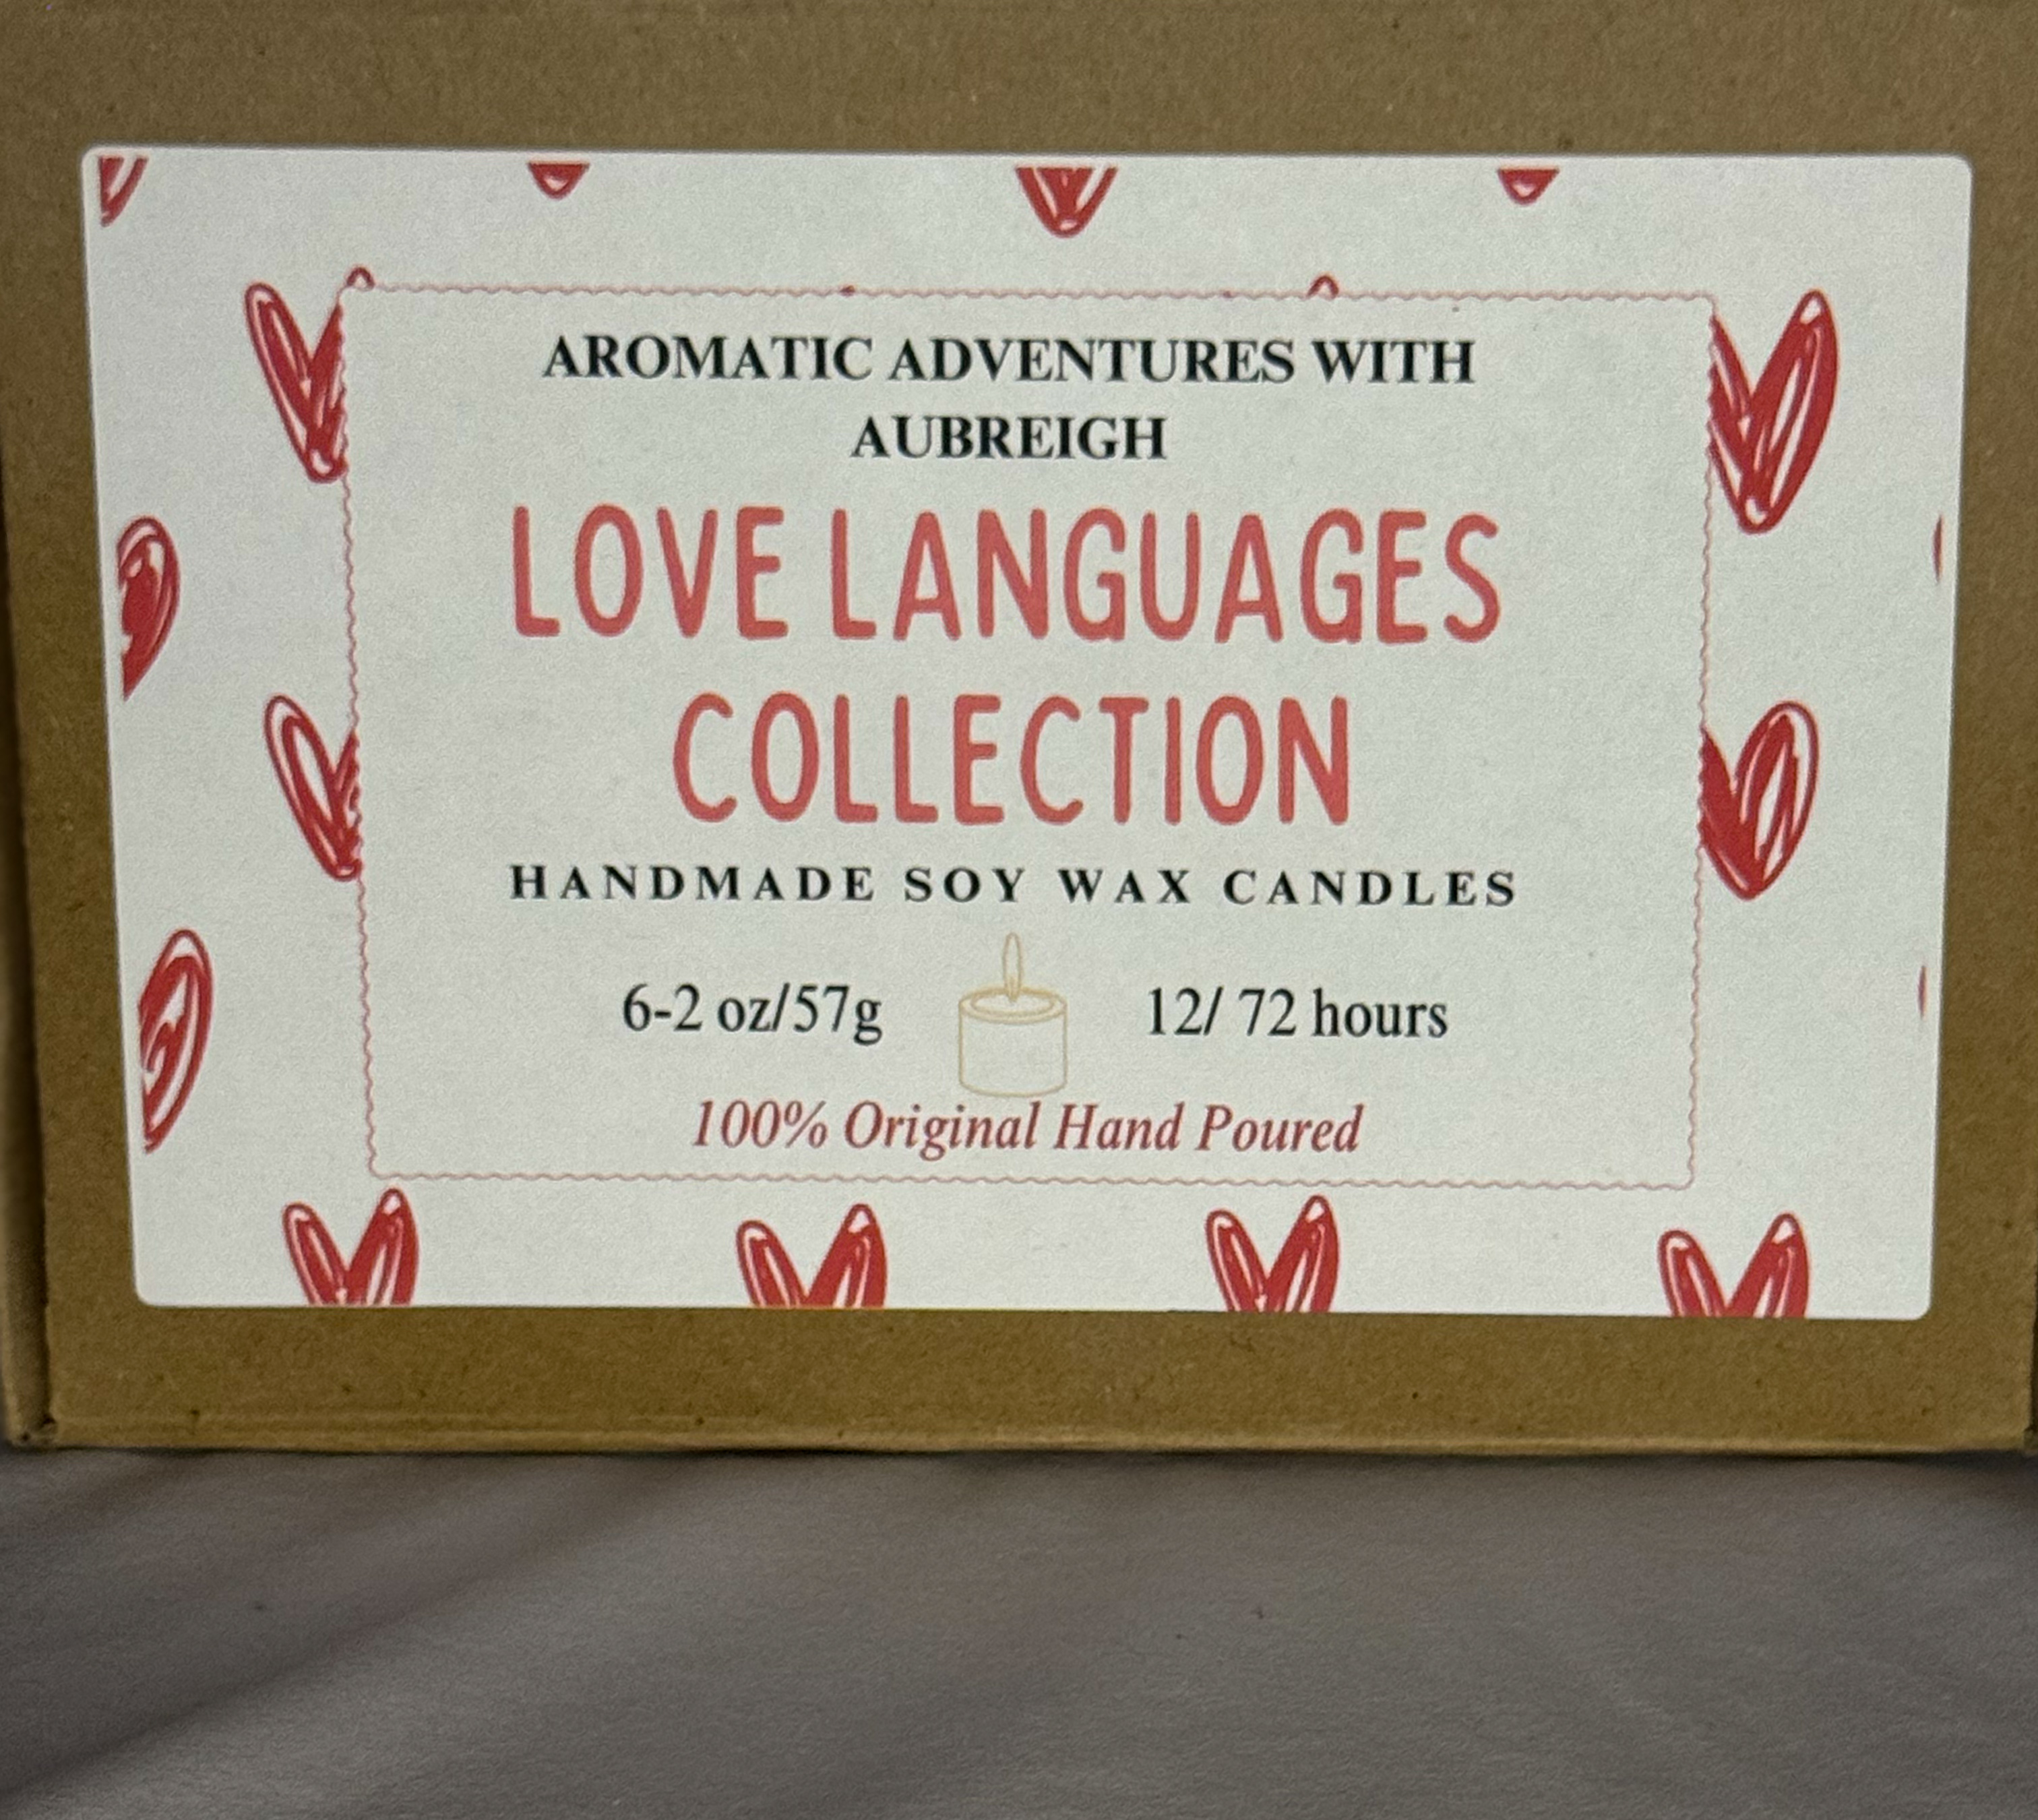 AROMATIC ADVENTURES WITH
AUBREIGH
LOVE LANGUAGES
COLLECTION
HANDMADE SOY WAX CANDLES
6-2 oz/57g 12/ 72 hours
100% Original Hand Poured